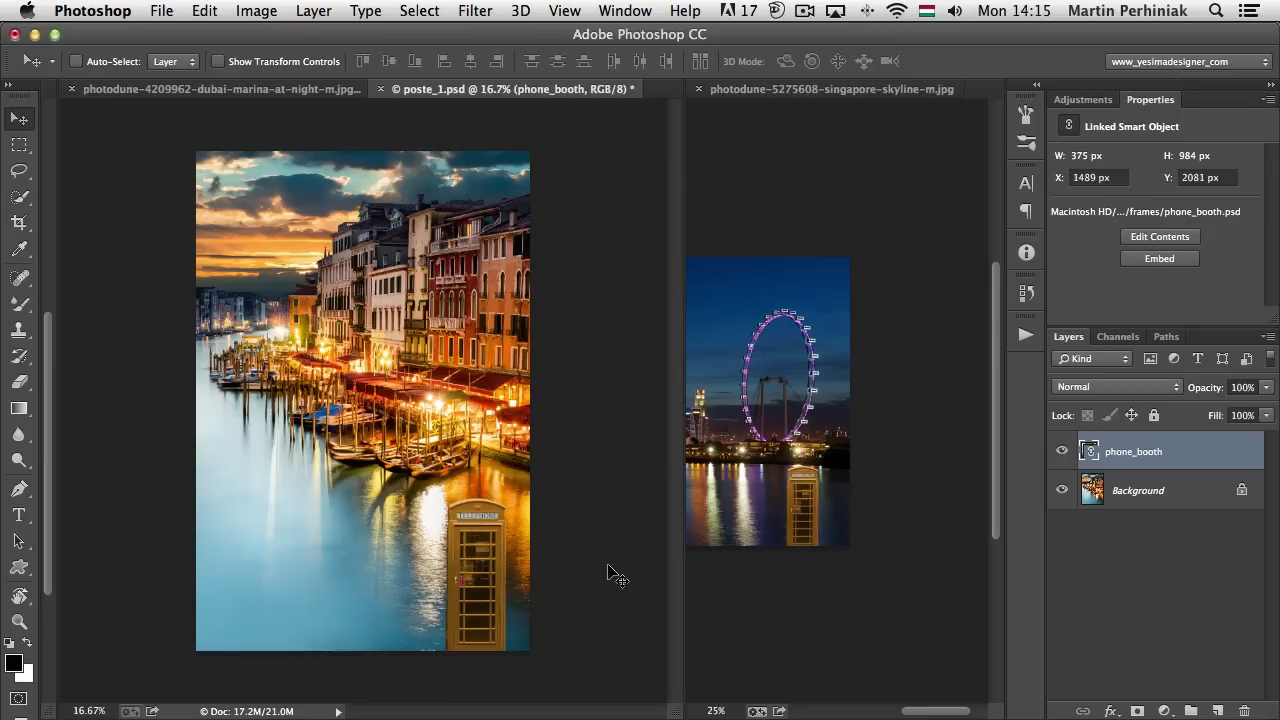 Photoshop File Edit Image Layer Type Select Filter 3D View Window Help 17 Mon 14:15 Martin Perhiniak
Adobe Photoshop CC
Auto-Select: Layer Show Transform Controls 3D Mode: www_yesimadesigner_com
photodune-4209962-dubai-marina-at-night-m.jpg... © poste_1.psd @ 16.7% (phone_booth, RGB/8) * photodune-5275608-singapore-skyline-m.jpg
Adjustments Properties
Linked Smart Object
W: 375 px H: 984 px
X: 1489 px Y: 2081 px
Macintosh HD/.../frames/phone_booth.psd
Edit Contents
Embed
Layers Channels Paths
Kind
Normal Opacity: 100%
Lock: Fill: 100%
phone_booth
Background
TELEPHONE
16.67% © Doc: 17.2M/21.0M 25%